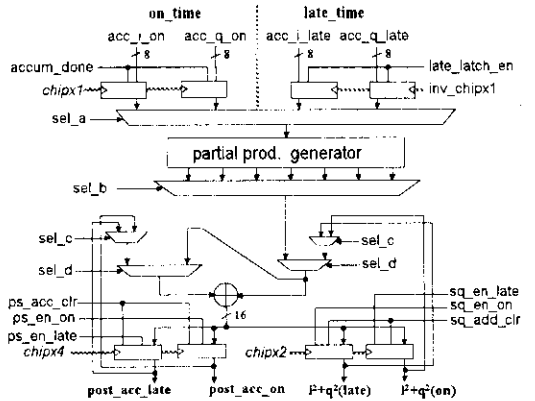 on_time late_time
acc_i_on acc_q_on acc_i_late acc_q_late
8 8 8 8
accum_done late_latch_en
chipx1 inv_chipx1
sel_a
partial prod. generator
sel_b
sel_c sel_c
sel_d sel_d
ps_acc_clr 16 sq_en_late
ps_en_on sq_en_on
ps_en_late sq_add_clr
chipx4 chipx2
post_acc_late post_acc_on I²+q²(late) I²+q²(on)